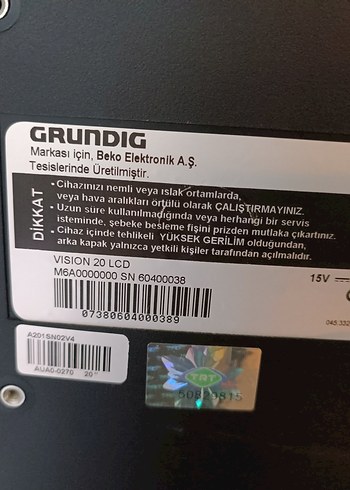 GRUNDIG
Markası için, Beko Elektronik A.Ş.
Tesislerinde Üretilmiştir.
DİKKAT
• Cihazınızı nemli veya ıslak ortamlarda,
veya hava aralıkları örtülü olarak ÇALIŞTIRMAYINIZ.
• Uzun süre kullanılmadığında veya herhangi bir servis
isteminde, şebeke besleme fişini prizden mutlaka çıkartınız.
• Cihaz içinde tehlikeli YÜKSEK GERİLİM olduğundan,
arka kapak yalnızca yetkili kişiler tarafından açılmalıdır.
VISION 20 LCD
M6A0000000 SN 60400038
15V
07380604000389
A201SN02V4
AUA0-0270 20"
TRT